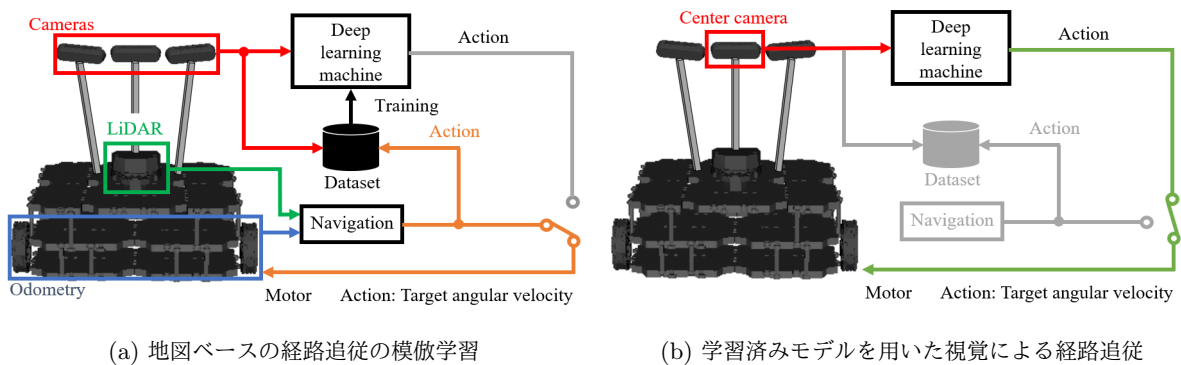 Cameras
Deep
learning
machine
Action
Training
LiDAR
Action
Dataset
Navigation
Odometry
Motor
Action: Target angular velocity
(a) 地図ベースの経路追従の模倣学習
Center camera
Deep
learning
machine
Action
Action
Dataset
Navigation
Motor
Action: Target angular velocity
(b) 学習済みモデルを用いた視覚による経路追従